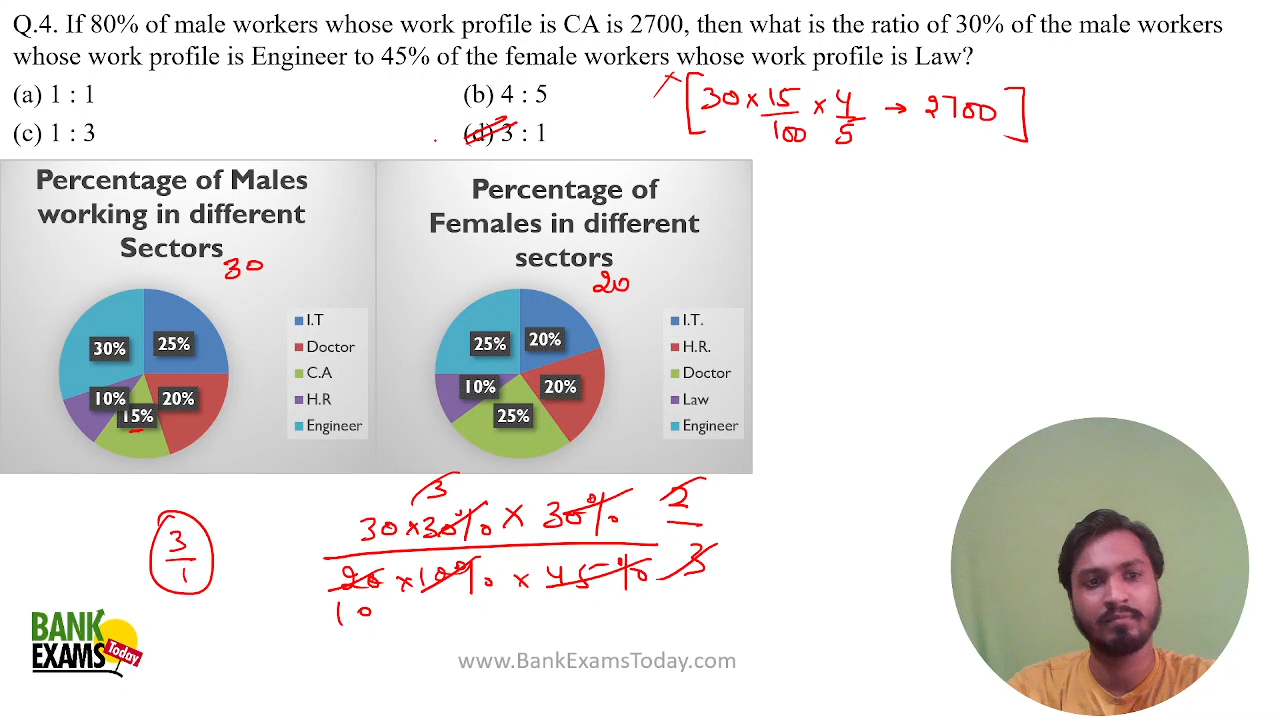 Q.4. If 80% of male workers whose work profile is CA is 2700, then what is the ratio of 30% of the male workers
whose work profile is Engineer to 45% of the female workers whose work profile is Law?
(a) 1 : 1
(b) 4 : 5
(c) 1 : 3
(d) 3 : 1
[30 × 15/100 × 4/5 → 2700]
Percentage of Males
working in different
Sectors
30
30%
25%
10%
20%
15%
I.T
Doctor
C.A
H.R
Engineer
Percentage of
Females in different
sectors
20
25%
20%
10%
20%
25%
I.T.
H.R.
Doctor
Law
Engineer
3
30 × 30% × 30% 2
20 × 10% × 45% 3
10
3/1
BANK
EXAMS Today
.com
www.BankExamsToday.com